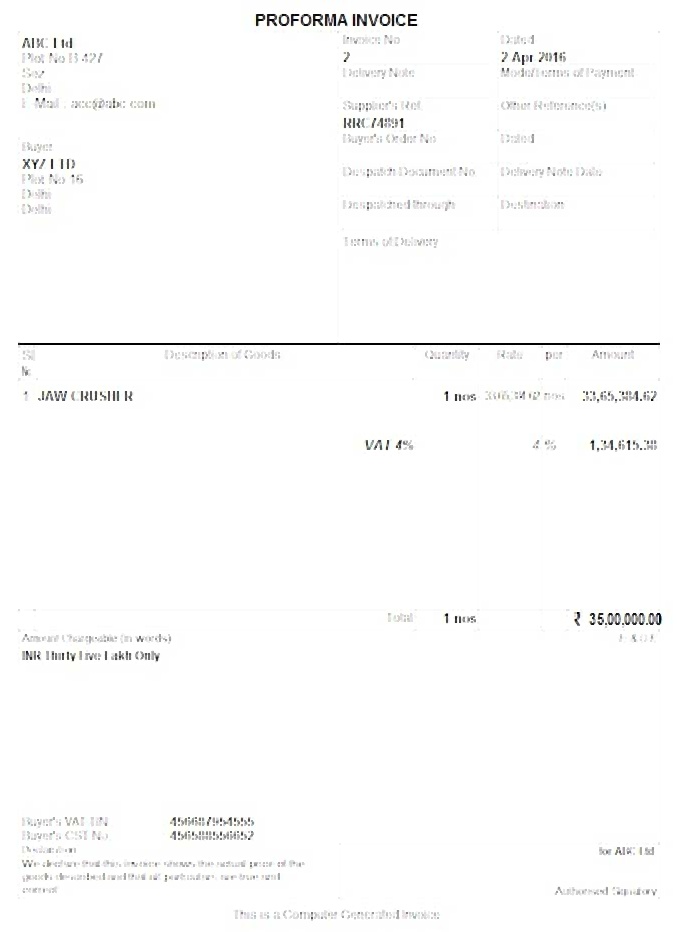 PROFORMA INVOICE
ABC Ltd
Plot No B 427
Sez
Delhi
E-Mail : acc@abc.com
Invoice No
2
Dated
2 Apr 2016
Delivery Note
Mode/Terms of Payment
Supplier's Ref.
RRC74891
Other Reference(s)
Buyer
XYZ LTD
Plot No 16
Delhi
Delhi
Buyer's Order No
Dated
Despatch Document No
Delivery Note Date
Despatched through
Destination
Terms of Delivery
Sl No Description of Goods Quantity Rate per Amount
1 JAW CRUSHER 1 nos 33,65,384.62 nos 33,65,384.62
VAT 4% 4 % 1,34,615.38
Total 1 nos ₹ 35,00,000.00
Amount Chargeable (in words) E. & O.E
INR Thirty Five Lakh Only
Buyer's VAT TIN 456687954555
Buyer's CST No
Declaration
We declare that this invoice shows the actual price of the
goods described and that all particulars are true and
correct
for ABC Ltd
Authorised Signatory
This is a Computer Generated Invoice